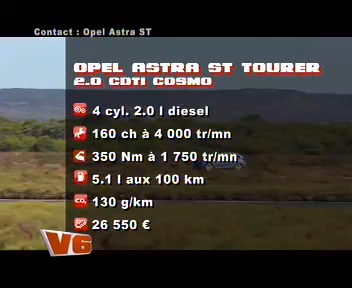 Contact : Opel Astra ST
OPEL ASTRA ST TOURER
2.0 CDTI COSMO
4 cyl. 2.0 l diesel
160 ch à 4 000 tr/mn
350 Nm à 1 750 tr/mn
5.1 l aux 100 km
CO₂ 130 g/km
26 550 €
V6